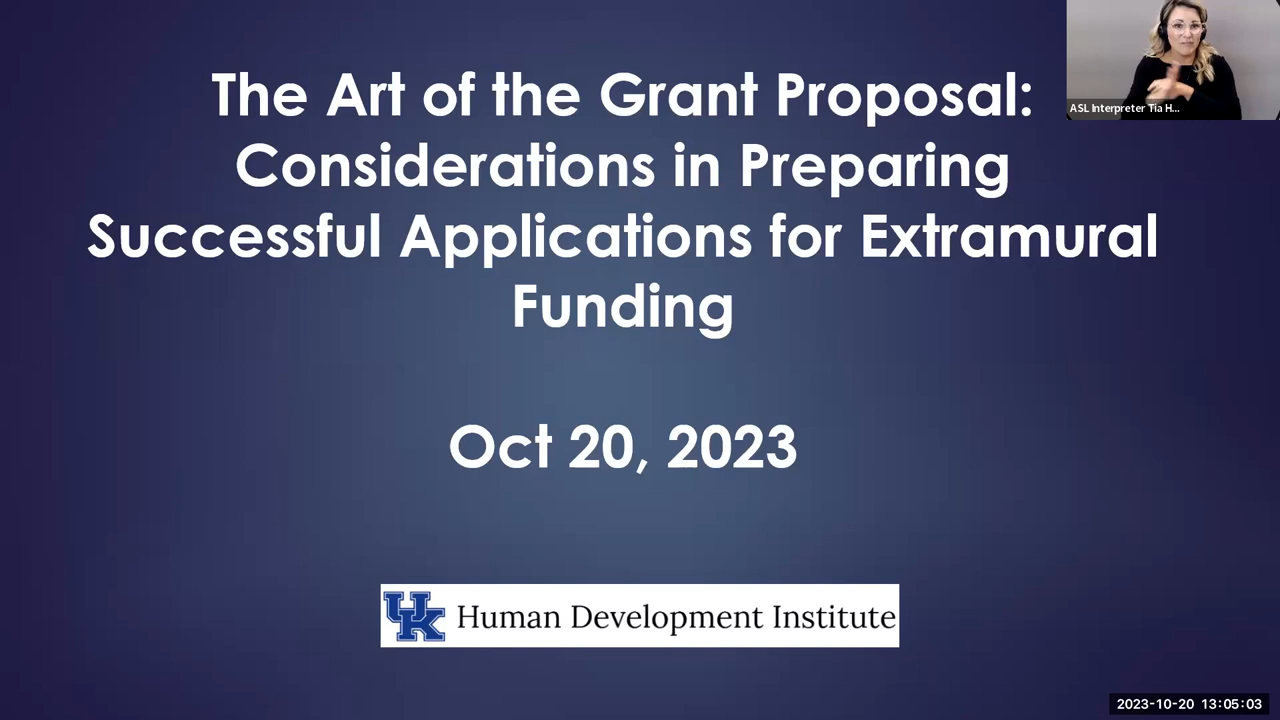 The Art of the Grant Proposal:
Considerations in Preparing
Successful Applications for Extramural
Funding
Oct 20, 2023
ASL Interpreter Tia H...
UK Human Development Institute
2023-10-20 13:05:03